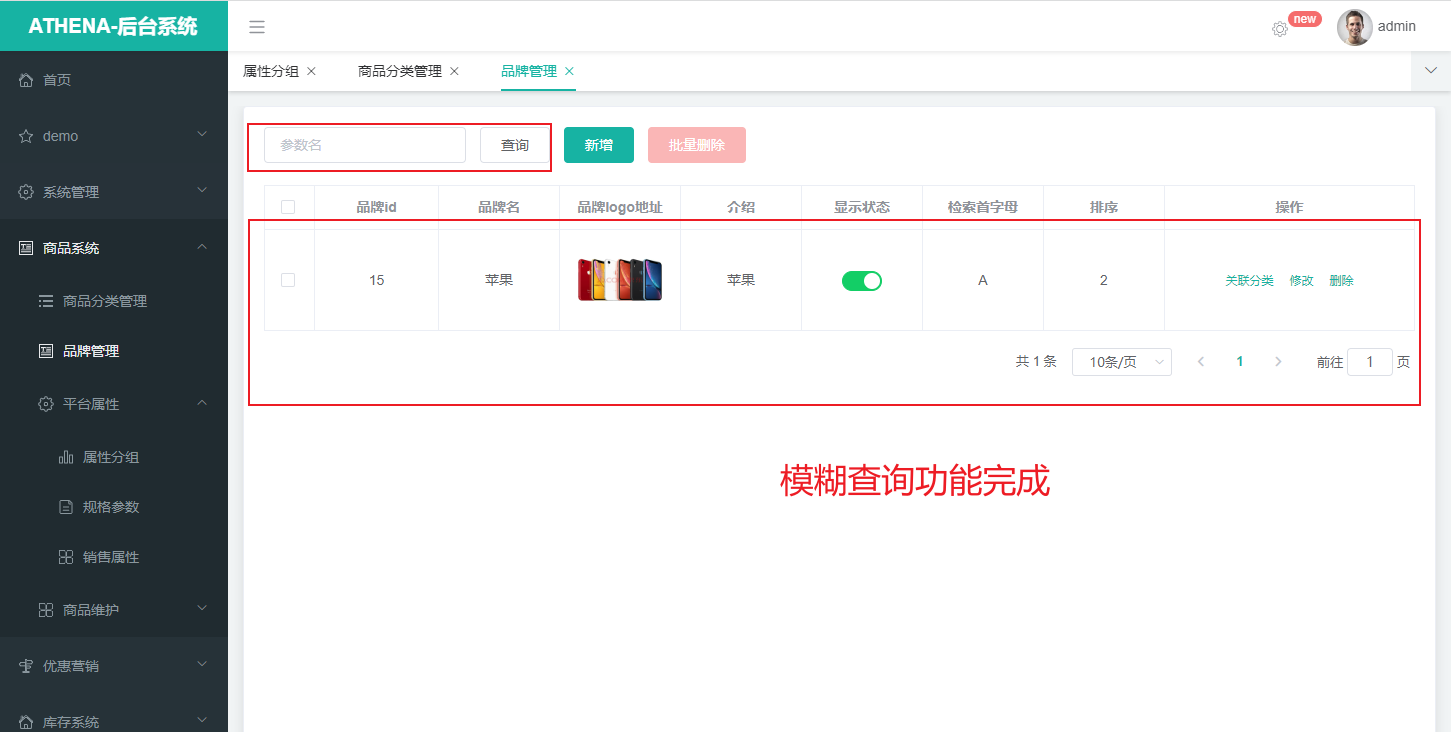 ATHENA-后台系统
new
admin
首页
demo
系统管理
商品系统
商品分类管理
品牌管理
平台属性
属性分组
规格参数
销售属性
商品维护
优惠营销
库存系统
属性分组 商品分类管理 品牌管理
参数名 查询 新增 批量删除
品牌id 品牌名 品牌logo地址 介绍 显示状态 检索首字母 排序 操作
15 苹果 苹果 A 2 关联分类 修改 删除
共 1 条 10条/页 1 前往 1 页
模糊查询功能完成